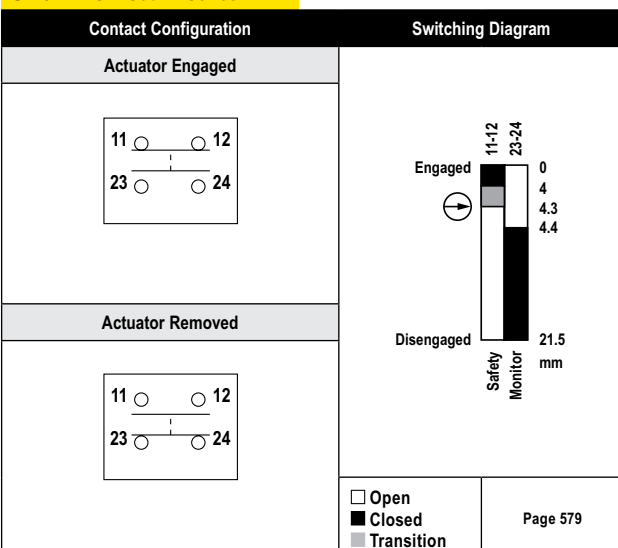 Contact Configuration
Switching Diagram
Actuator Engaged
11 12
23 24
Actuator Removed
11 12
23 24
11-12
23-24
Engaged
0
4
4.3
4.4
Disengaged
21.5
mm
Safety
Monitor
Open
Closed
Transition
Page 579